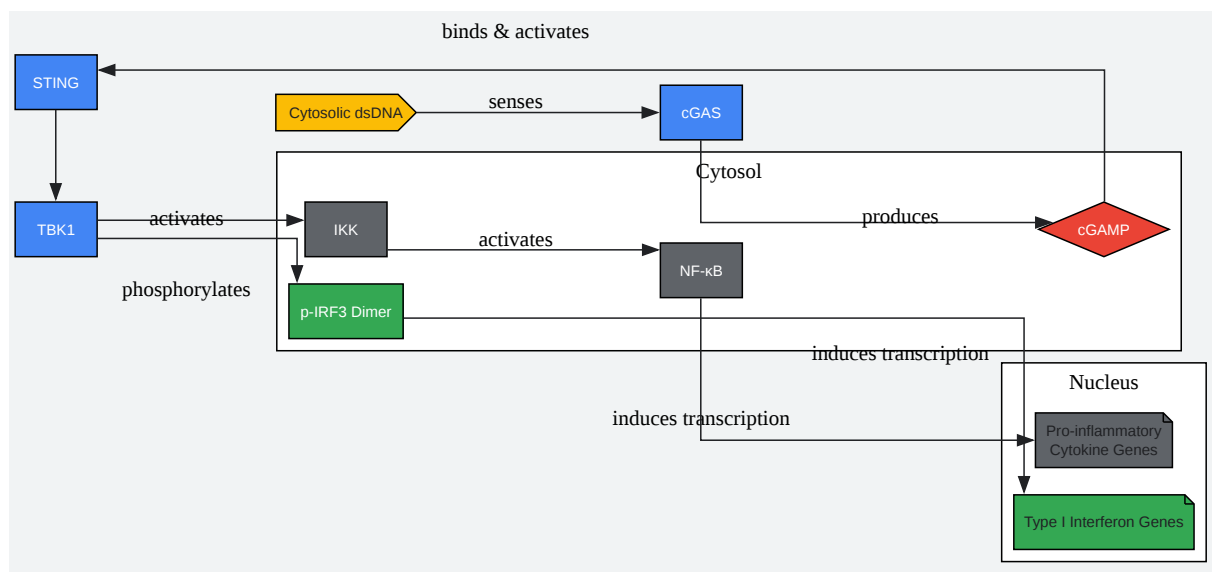 binds & activates
STING
Cytosolic dsDNA
senses
cGAS
Cytosol
TBK1
activates
IKK
produces
cGAMP
activates
NF-κB
phosphorylates
p-IRF3 Dimer
induces transcription
Nucleus
induces transcription
Pro-inflammatory
Cytokine Genes
Type I Interferon Genes